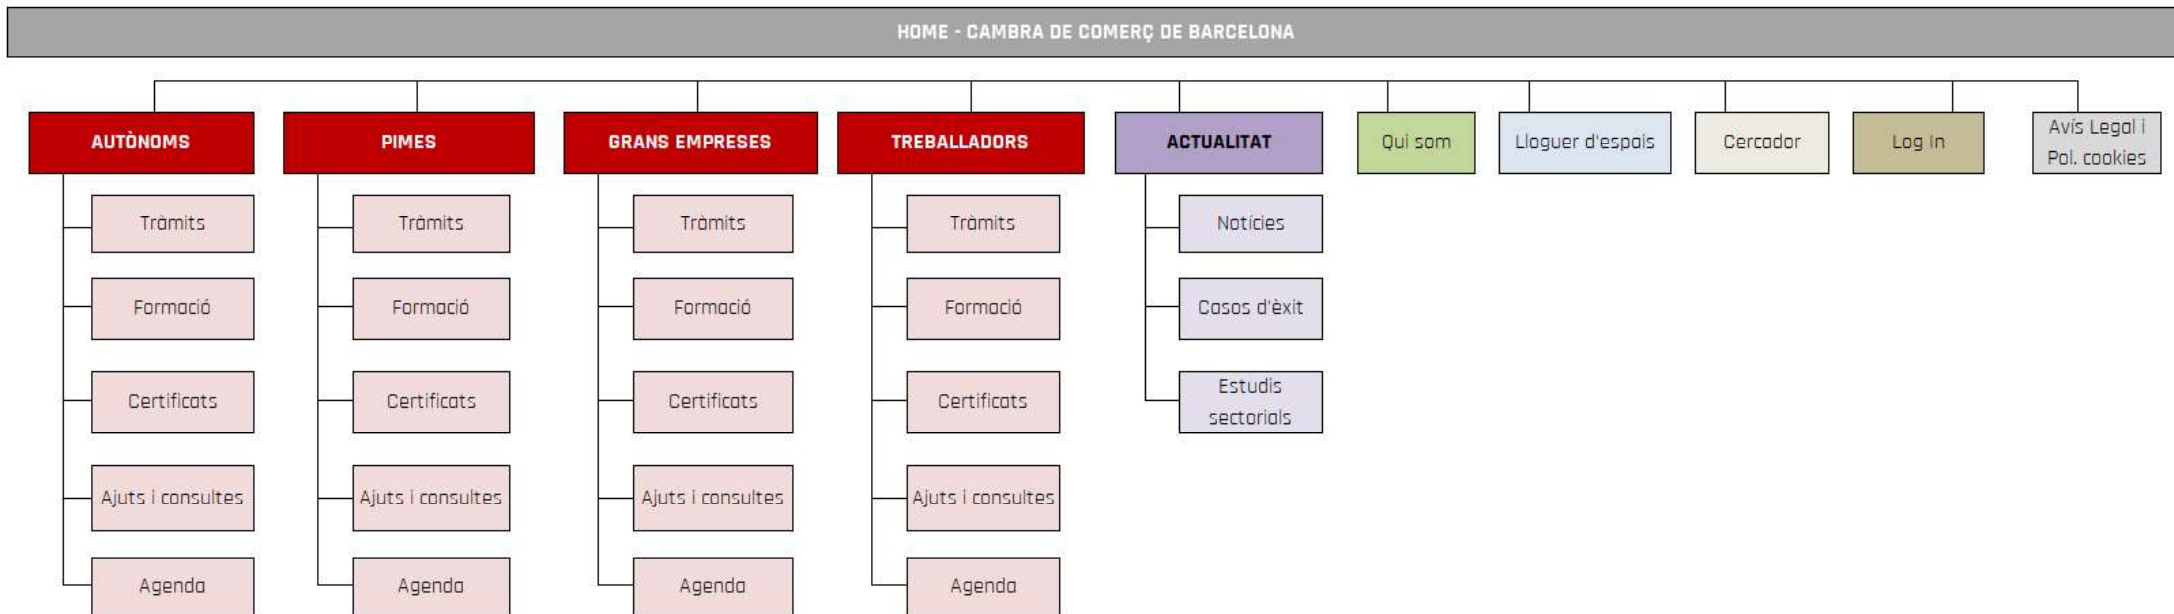 HOME - CAMBRA DE COMERÇ DE BARCELONA
AUTÒNOMS
PIMES
GRANS EMPRESES
TREBALLADORS
ACTUALITAT
Qui som
Lloguer d'espais
Cercador
Log In
Avís Legal i
Pol. cookies
Tràmits
Tràmits
Tràmits
Tràmits
Notícies
Formació
Formació
Formació
Formació
Casos d'èxit
Certificats
Certificats
Certificats
Certificats
Estudis
sectorials
Ajuts i consultes
Ajuts i consultes
Ajuts i consultes
Ajuts i consultes
Agenda
Agenda
Agenda
Agenda